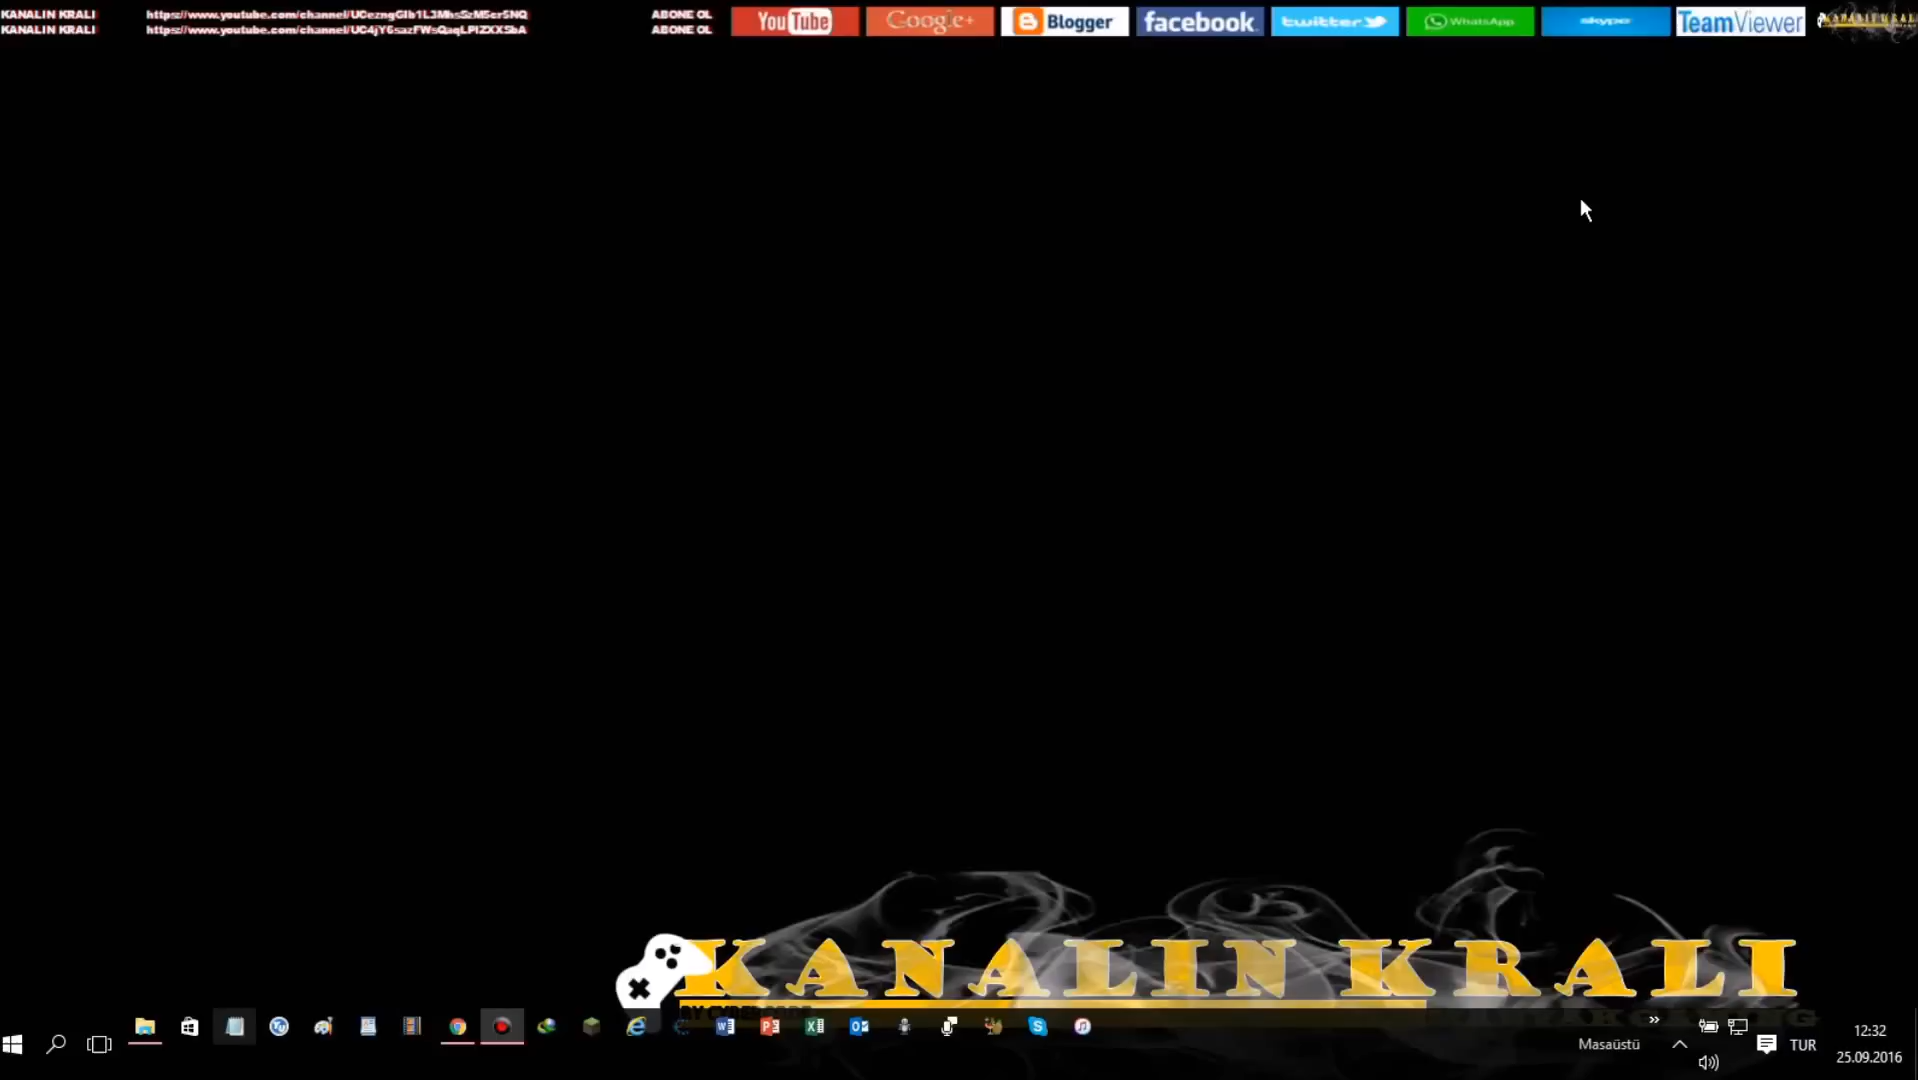 KANALIN KRALI ABONE OL
KANALIN KRALI ABONE OL
YouTube Google+ Blogger facebook twitter WhatsApp skype TeamViewer
KANALIN KRALI
Masaüstü
TUR
12:32
25.09.2016